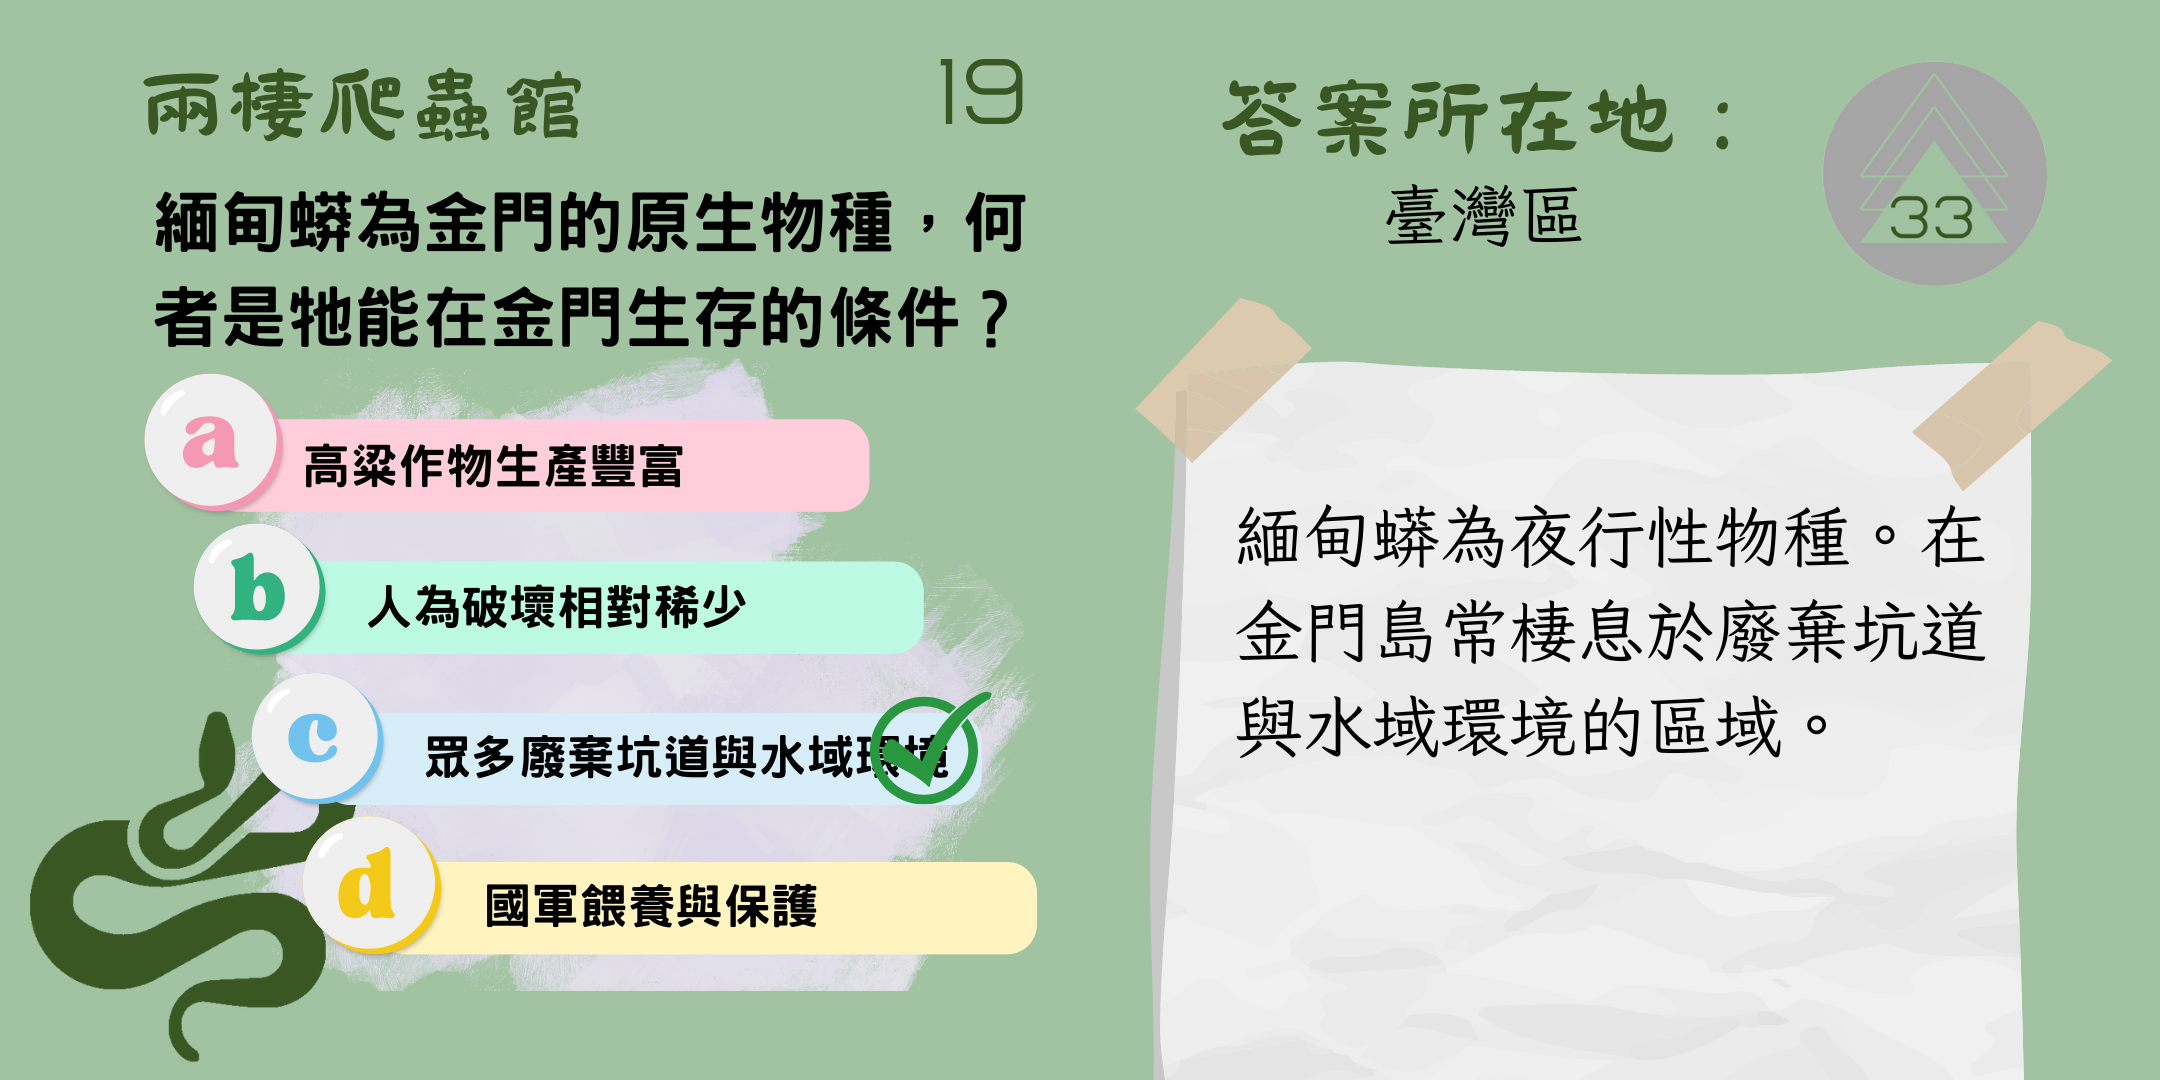 兩棲爬蟲館
19
緬甸蟒為金門的原生物種，何
者是牠能在金門生存的條件？
a 高粱作物生產豐富
b 人為破壞相對稀少
c 眾多廢棄坑道與水域環境
d 國軍餵養與保護
答案所在地：
臺灣區
33
緬甸蟒為夜行性物種。在
金門島常棲息於廢棄坑道
與水域環境的區域。